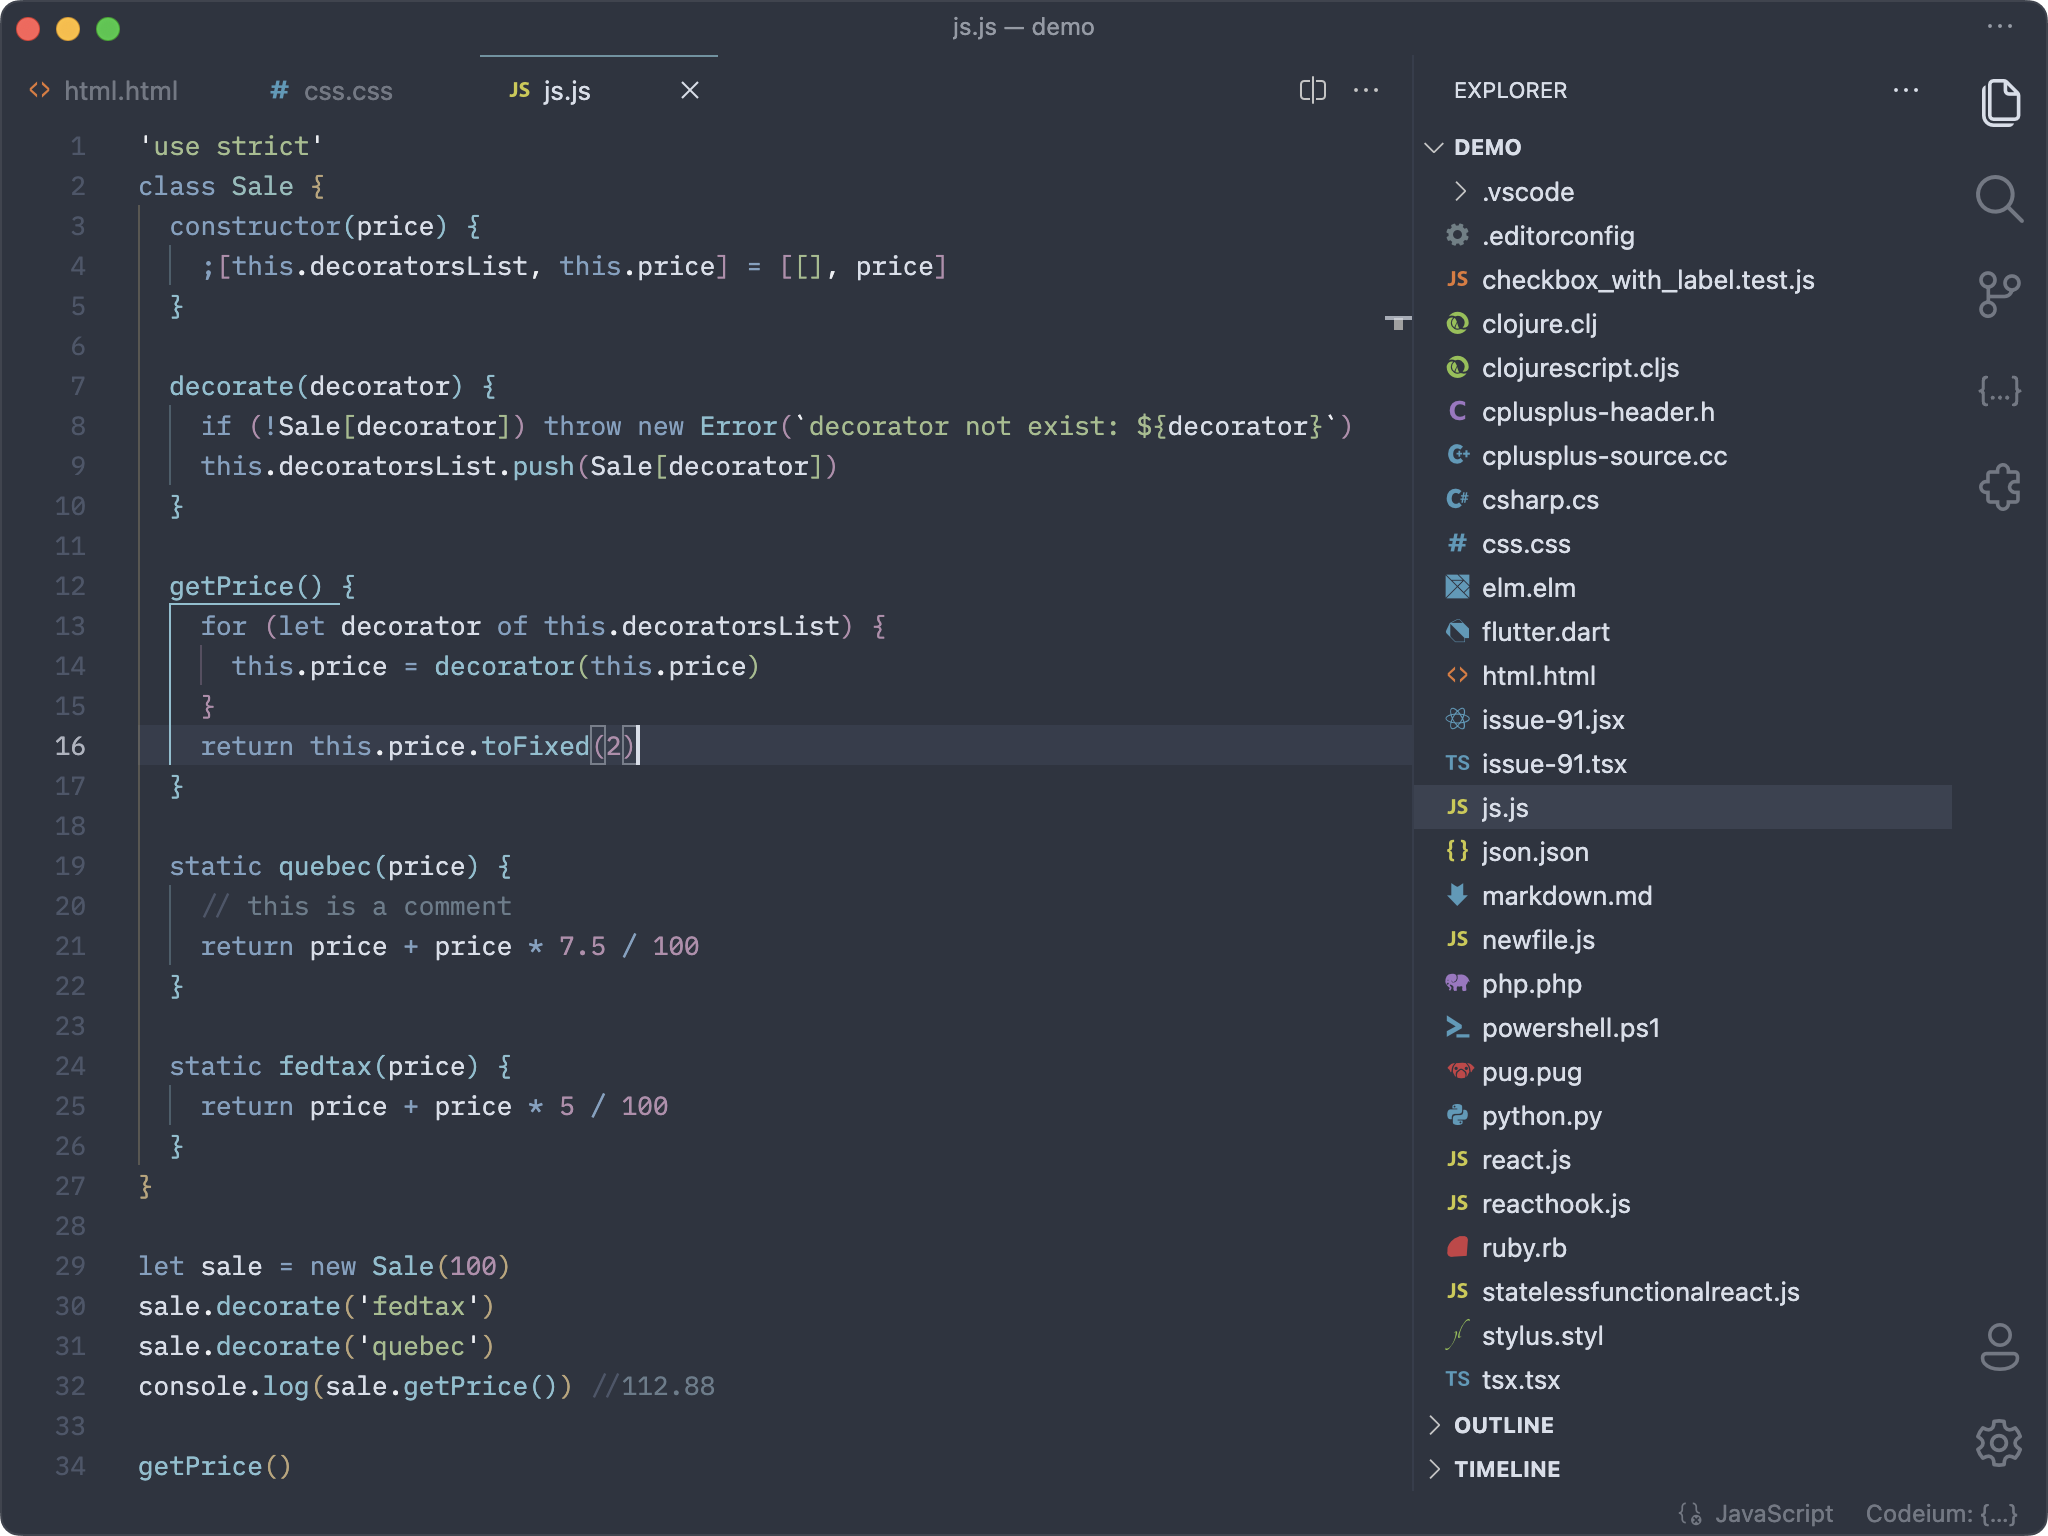 js.js — demo
html.html
# css.css
JS js.js
1 'use strict'
2 class Sale {
3 constructor(price) {
4 ;[this.decoratorsList, this.price] = [[], price]
5 }
6
7 decorate(decorator) {
8 if (!Sale[decorator]) throw new Error(`decorator not exist: ${decorator}`)
9 this.decoratorsList.push(Sale[decorator])
10 }
11
12 getPrice() {
13 for (let decorator of this.decoratorsList) {
14 this.price = decorator(this.price)
15 }
16 return this.price.toFixed(2)
17 }
18
19 static quebec(price) {
20 // this is a comment
21 return price + price * 7.5 / 100
22 }
23
24 static fedtax(price) {
25 return price + price * 5 / 100
26 }
27 }
28
29 let sale = new Sale(100)
30 sale.decorate('fedtax')
31 sale.decorate('quebec')
32 console.log(sale.getPrice()) //112.88
33
34 getPrice()
EXPLORER
DEMO
.vscode
.editorconfig
JS checkbox_with_label.test.js
clojure.clj
clojurescript.cljs
C cplusplus-header.h
C++ cplusplus-source.cc
C# csharp.cs
# css.css
elm.elm
flutter.dart
html.html
issue-91.jsx
TS issue-91.tsx
JS js.js
{} json.json
markdown.md
JS newfile.js
php.php
powershell.ps1
pug.pug
python.py
JS react.js
JS reacthook.js
ruby.rb
JS statelessfunctionalreact.js
stylus.styl
TS tsx.tsx
OUTLINE
TIMELINE
{...}
JavaScript
Codeium: {...}